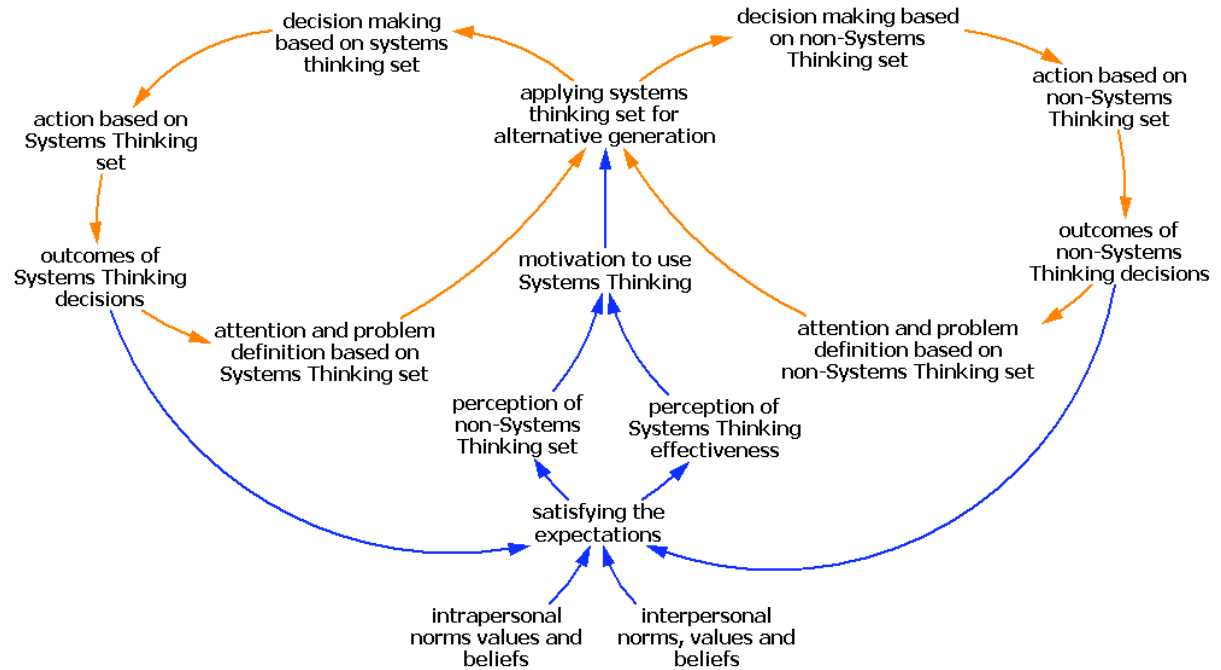 decision making
based on systems
thinking set
decision making based
on non-Systems
Thinking set
applying systems
thinking set for
alternative generation
action based on
non-Systems
Thinking set
action based on
Systems Thinking
set
outcomes of
Systems Thinking
decisions
motivation to use
Systems Thinking
outcomes of
non-Systems
Thinking decisions
attention and problem
definition based on
Systems Thinking set
attention and problem
definition based on
non-Systems Thinking set
perception of
non-Systems
Thinking set
perception of
Systems Thinking
effectiveness
satisfying the
expectations
intrapersonal
norms values and
beliefs
interpersonal
norms, values and
beliefs